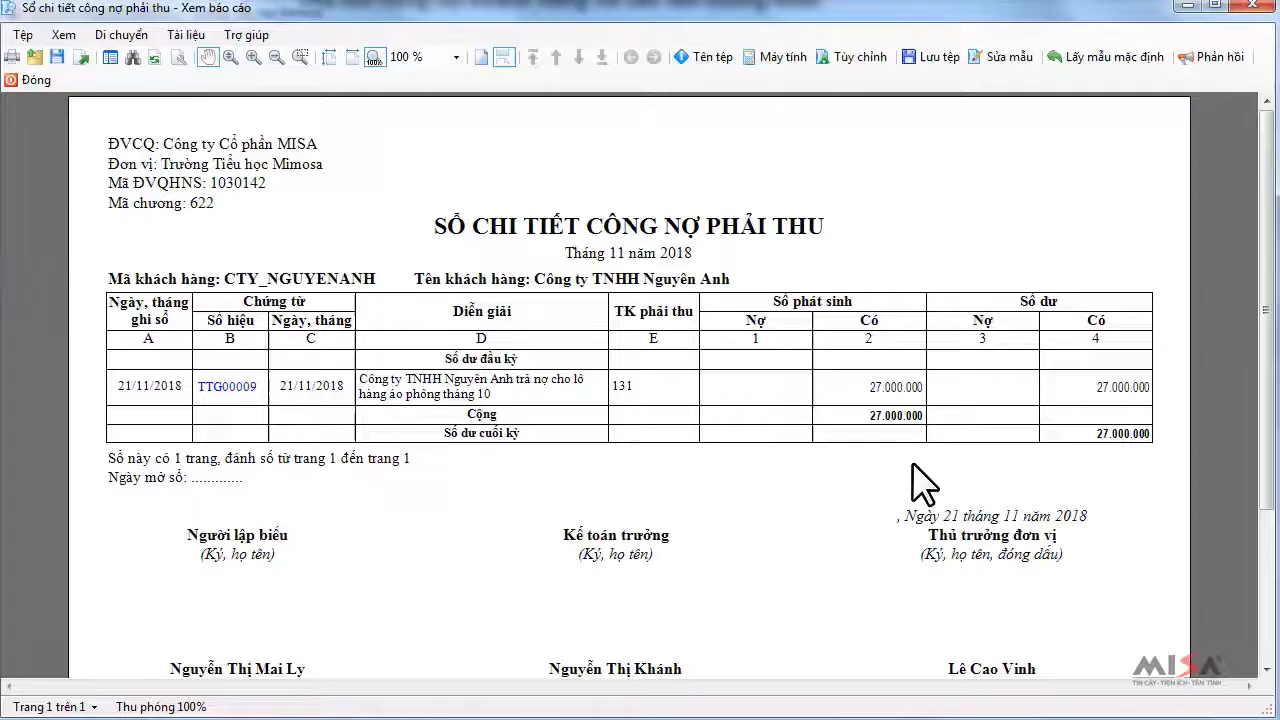 Sổ chi tiết công nợ phải thu - Xem báo cáo
Tệp Xem Di chuyển Tài liệu Trợ giúp
100 % Tên tệp Máy tính Tùy chỉnh Lưu tệp Sửa mẫu Lấy mẫu mặc định Phản hồi
Đóng
ĐVCQ: Công ty Cổ phần MISA
Đơn vị: Trường Tiểu học Mimosa
Mã ĐVQHNS: 1030142
Mã chương: 622
SỔ CHI TIẾT CÔNG NỢ PHẢI THU
Tháng 11 năm 2018
Mã khách hàng: CTY_NGUYENANH Tên khách hàng: Công ty TNHH Nguyên Anh
Ngày, tháng ghi sổ Chứng từ Diễn giải TK phải thu Số phát sinh Số dư
Số hiệu Ngày, tháng Nợ Có Nợ Có
A B C D E 1 2 3 4
Số dư đầu kỳ
21/11/2018 TTG00009 21/11/2018 Công ty TNHH Nguyên Anh trả nợ cho lô 131 27.000.000 27.000.000
hàng áo phông tháng 10
Cộng 27.000.000
Số dư cuối kỳ 27.000.000
Sổ này có 1 trang, đánh số từ trang 1 đến trang 1
Ngày mở sổ: ............
, Ngày 21 tháng 11 năm 2018
Người lập biểu Kế toán trưởng Thủ trưởng đơn vị
(Ký, họ tên) (Ký, họ tên) (Ký, họ tên, đóng dấu)
Nguyễn Thị Mai Ly Nguyễn Thị Khánh Lê Cao Vinh
MISA
TIN CẬY - TIỆN ÍCH - TẬN TÌNH
Trang 1 trên 1 Thu phóng 100%